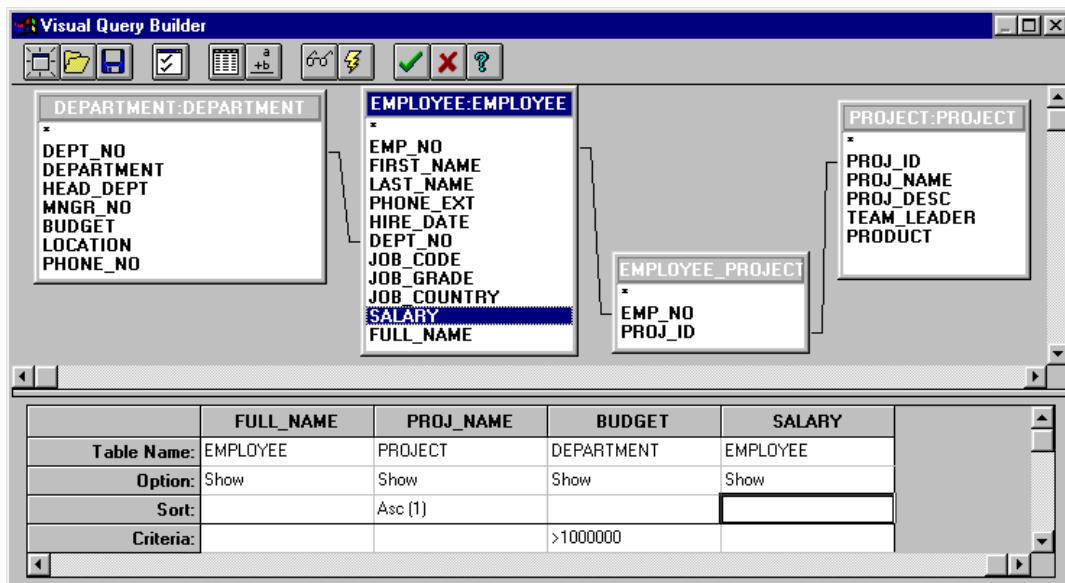 Visual Query Builder
a
+b
DEPARTMENT:DEPARTMENT
*
DEPT_NO
DEPARTMENT
HEAD_DEPT
MNGR_NO
BUDGET
LOCATION
PHONE_NO
EMPLOYEE:EMPLOYEE
*
EMP_NO
FIRST_NAME
LAST_NAME
PHONE_EXT
HIRE_DATE
DEPT_NO
JOB_CODE
JOB_GRADE
JOB_COUNTRY
SALARY
FULL_NAME
EMPLOYEE_PROJECT
*
EMP_NO
PROJ_ID
PROJECT:PROJECT
*
PROJ_ID
PROJ_NAME
PROJ_DESC
TEAM_LEADER
PRODUCT
FULL_NAME PROJ_NAME BUDGET SALARY
Table Name: EMPLOYEE PROJECT DEPARTMENT EMPLOYEE
Option: Show Show Show Show
Sort: Asc (1)
Criteria: >1000000